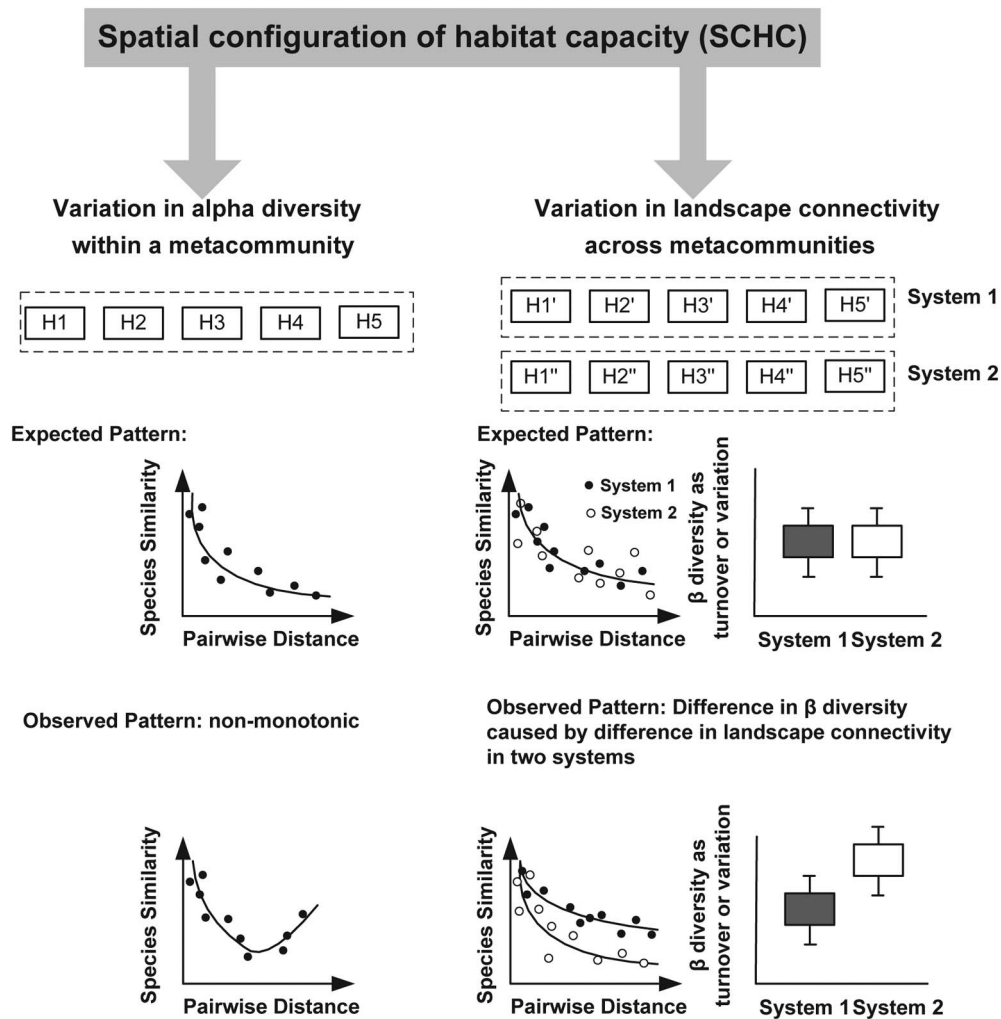 Spatial configuration of habitat capacity (SCHC)
Variation in alpha diversity
within a metacommunity
H1 H2 H3 H4 H5
Expected Pattern:
Species Similarity
Pairwise Distance
Observed Pattern: non-monotonic
Species Similarity
Pairwise Distance
Variation in landscape connectivity
across metacommunities
H1' H2' H3' H4' H5' System 1
H1'' H2'' H3'' H4'' H5'' System 2
Expected Pattern:
System 1
System 2
Species Similarity
Pairwise Distance
β diversity as
turnover or variation
System 1 System 2
Observed Pattern: Difference in β diversity
caused by difference in landscape connectivity
in two systems
Species Similarity
Pairwise Distance
β diversity as
turnover or variation
System 1 System 2